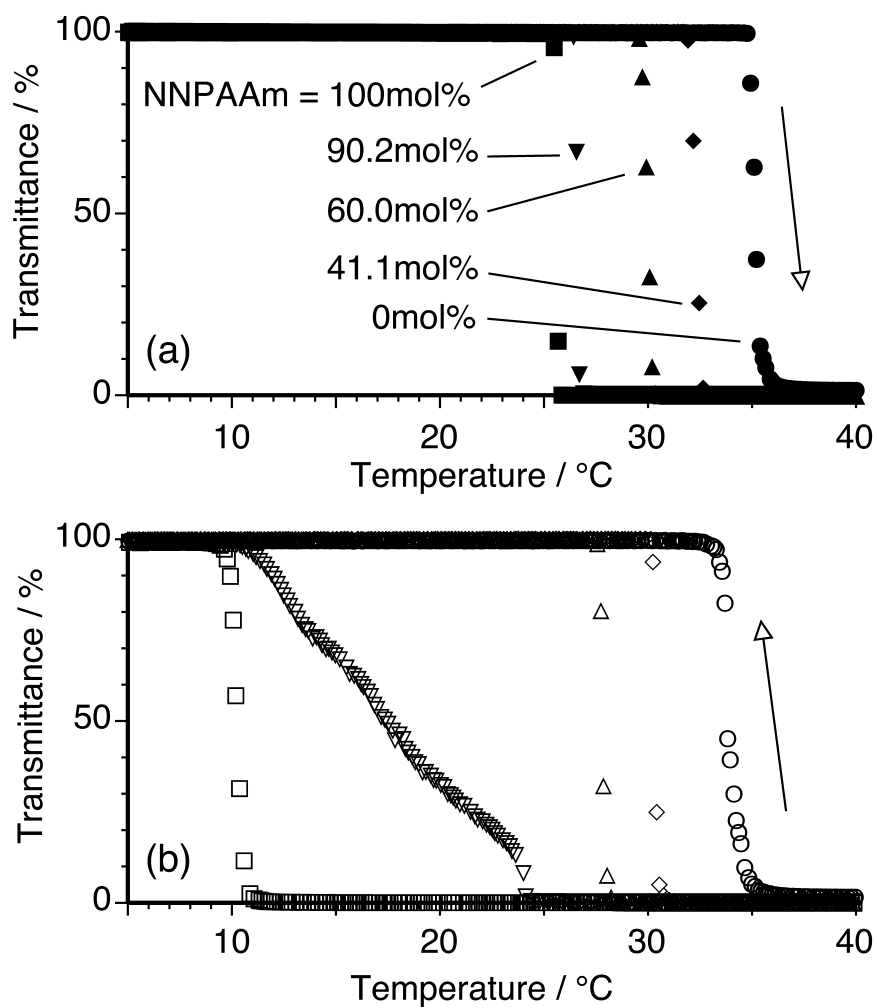 100
NNPAAm = 100mol%
90.2mol%
60.0mol%
50
41.1mol%
0mol%
(a)
0
Transmittance / %
10 20 30 40
Temperature / °C
100
50
(b)
0
Transmittance / %
10 20 30 40
Temperature / °C